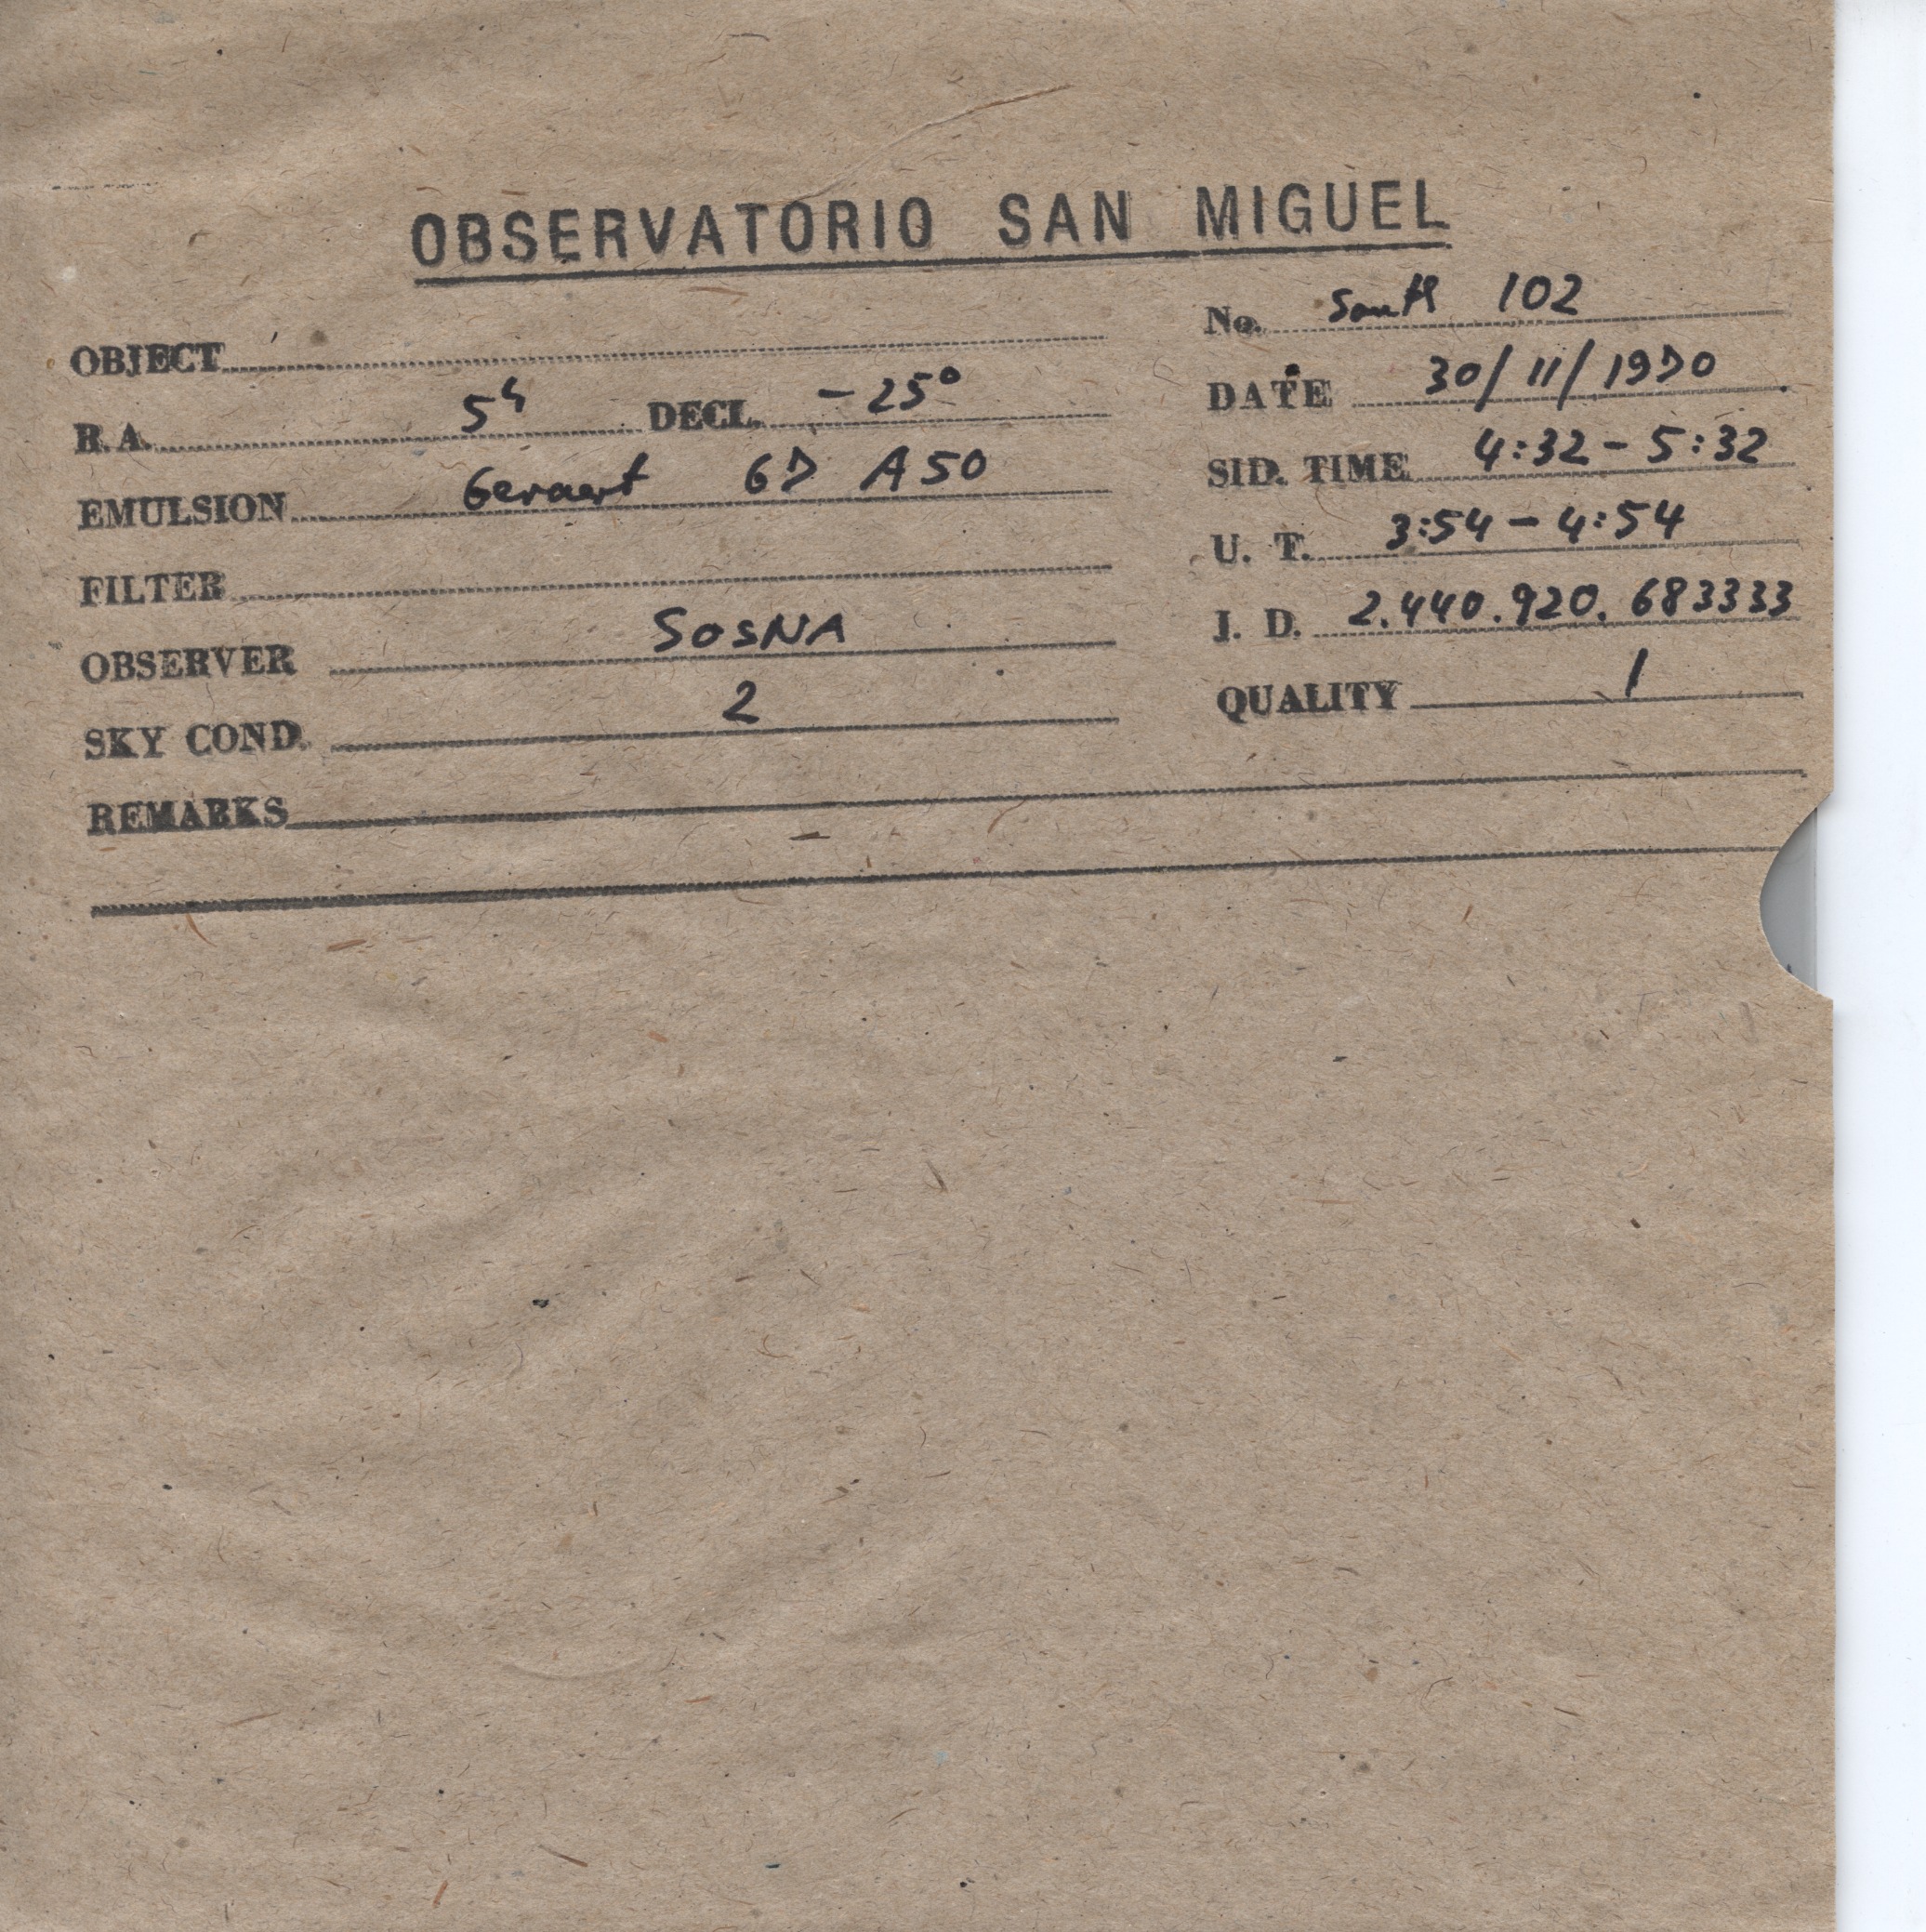 OBSERVATORIO SAN MIGUEL
No. South 102
OBJECT
DATE 30/11/1970
R. A. 5h DECL. -25°
SID. TIME 4:32 - 5:32
EMULSION Gevaert 67 A50
U. T. 3:54 - 4:54
FILTER
J. D. 2.440.920.683333
OBSERVER SOSNA
QUALITY 1
SKY COND. 2
REMARKS